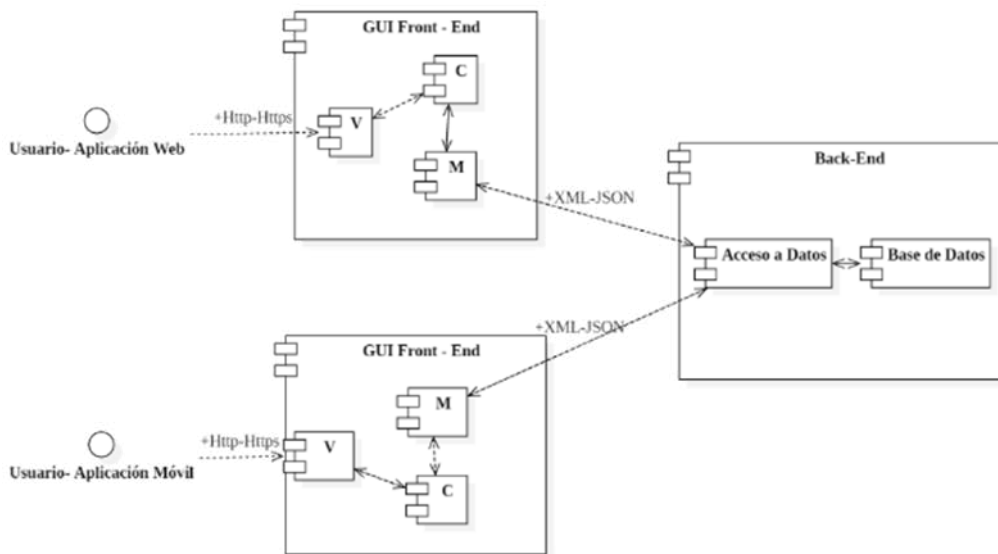 GUI Front - End
C
+Http-Https
V
Usuario- Aplicación Web
M
Back-End
+XML-JSON
Acceso a Datos
Base de Datos
+XML-JSON
GUI Front - End
M
+Http-Https
V
Usuario- Aplicación Móvil
C